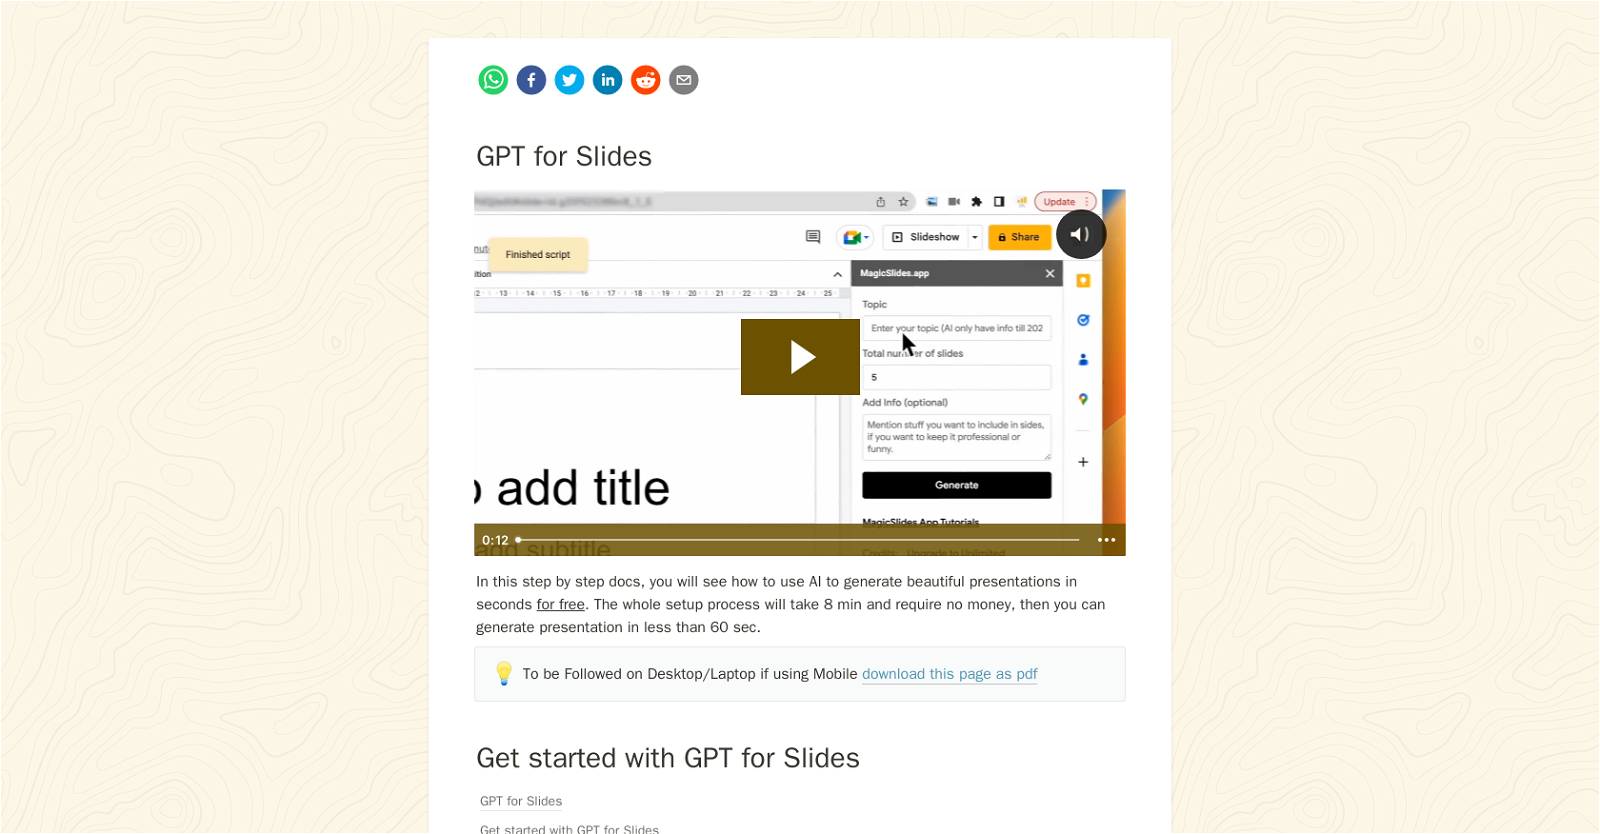 GPT for Slides
Update
Slideshow
Share
Finished script
ition
MagicSlides.app
12 13 14 15 16 17 18 19 20 21 22 23 24 25
Topic
Enter your topic (AI only have info till 202
Total number of slides
5
Add Info (optional)
Mention stuff you want to include in sides,
if you want to keep it professional or
funny.
Generate
add title
MagicSlides App Tutorials
add subtitle
Credits: Upgrade to Unlimited
0:12
In this step by step docs, you will see how to use AI to generate beautiful presentations in
seconds for free. The whole setup process will take 8 min and require no money, then you can
generate presentation in less than 60 sec.
To be Followed on Desktop/Laptop if using Mobile download this page as pdf
Get started with GPT for Slides
GPT for Slides
Get started with GPT for Slides